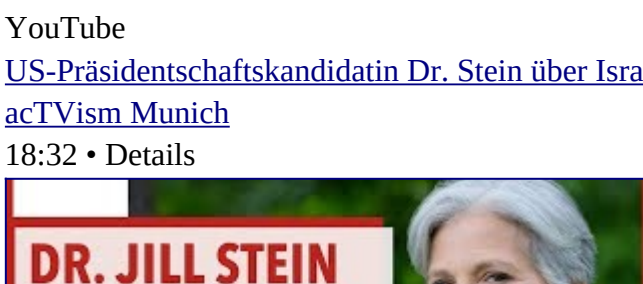 YouTube
US-Präsidentschaftskandidatin Dr. Stein über Isra
acTVism Munich
18:32 • Details
DR. JILL STEIN